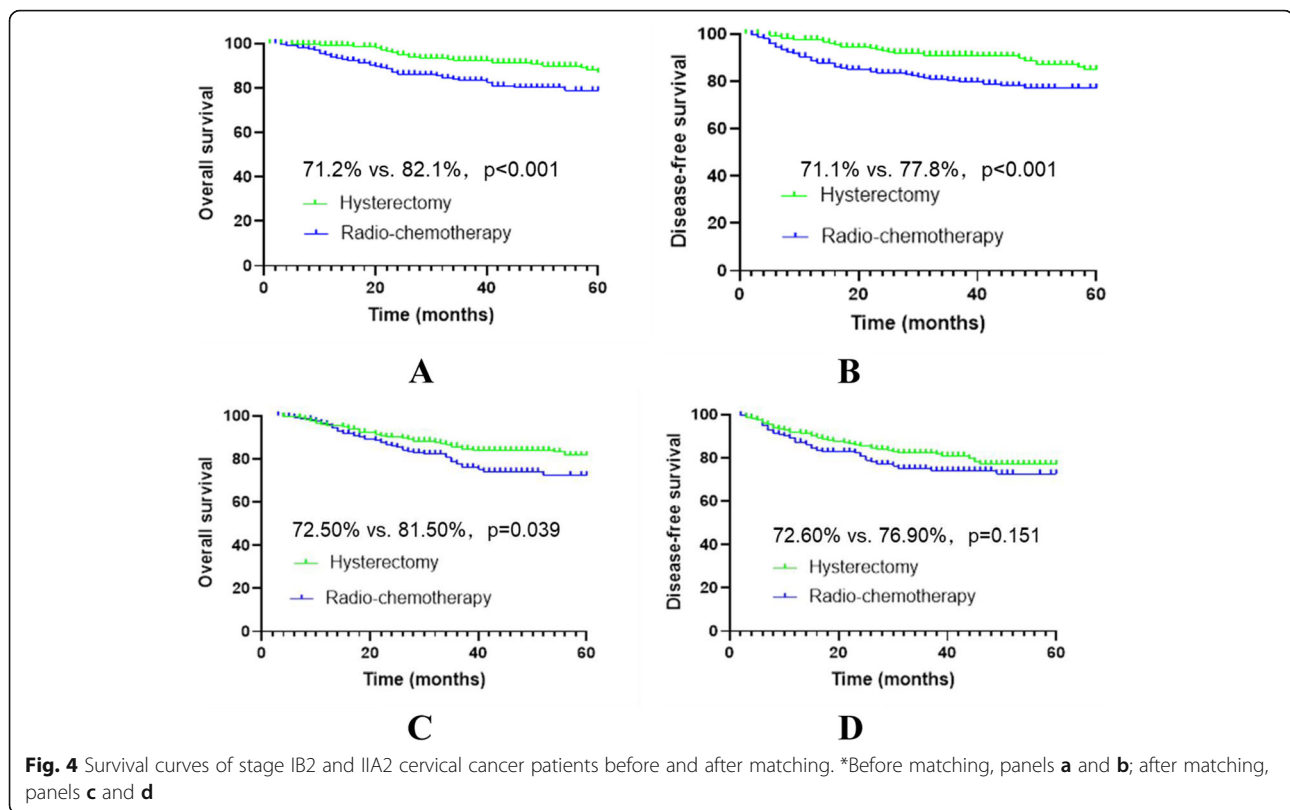 100
80
60
40
20
0
Overall survival
71.2% vs. 82.1%, p<0.001
Hysterectomy
Radio-chemotherapy
0 20 40 60
Time (months)
A
100
80
60
40
20
0
Disease-free survival
71.1% vs. 77.8%, p<0.001
Hysterectomy
Radio-chemotherapy
0 20 40 60
Time (months)
B
100
80
60
40
20
0
Overall survival
72.50% vs. 81.50%, p=0.039
Hysterectomy
Radio-chemotherapy
0 20 40 60
Time (months)
C
100
80
60
40
20
0
Disease-free survival
72.60% vs. 76.90%, p=0.151
Hysterectomy
Radio-chemotherapy
0 20 40 60
Time (months)
D
Fig. 4 Survival curves of stage IB2 and IIA2 cervical cancer patients before and after matching. *Before matching, panels a and b; after matching,
panels c and d